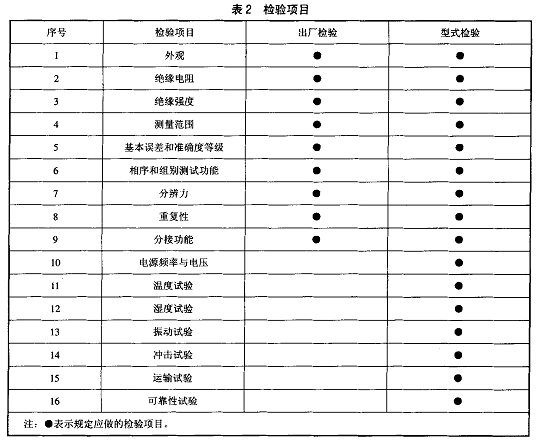 表2 检验项目
序号 检验项目 出厂检验 型式检验
1 外观 ● ●
2 绝缘电阻 ● ●
3 绝缘强度 ● ●
4 测量范围 ● ●
5 基本误差和准确度等级 ● ●
6 相序和组别测试功能 ● ●
7 分辨力 ● ●
8 重复性 ● ●
9 分接功能 ● ●
10 电源频率与电压 ●
11 温度试验 ●
12 湿度试验 ●
13 振动试验 ●
14 冲击试验 ●
15 运输试验 ●
16 可靠性试验 ●
注：●表示规定应做的检验项目。